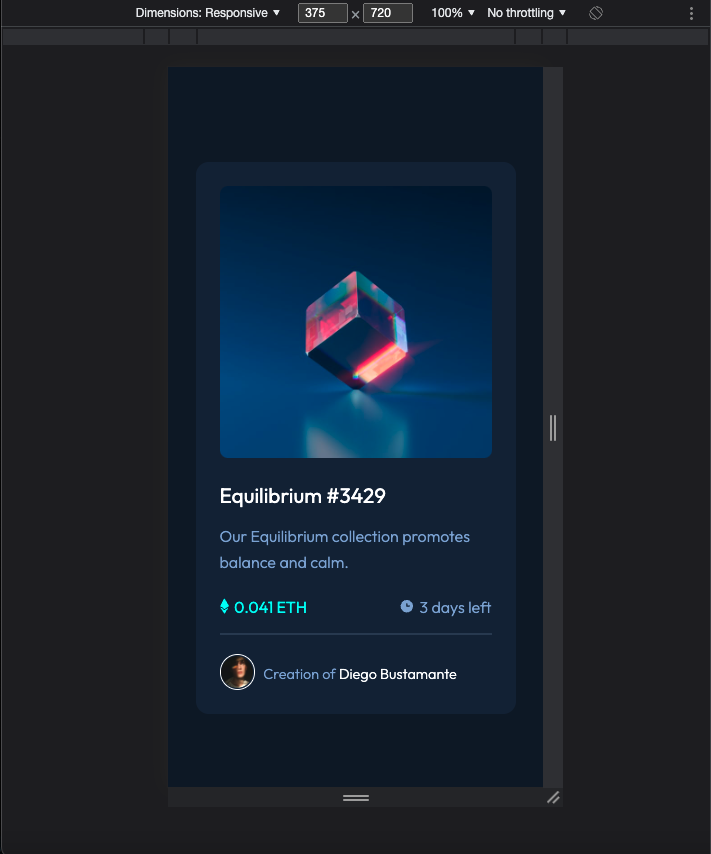 Dimensions: Responsive ▼ 375 × 720 100% ▼ No throttling ▼
Equilibrium #3429
Our Equilibrium collection promotes
balance and calm.
0.041 ETH 3 days left
Creation of Diego Bustamante